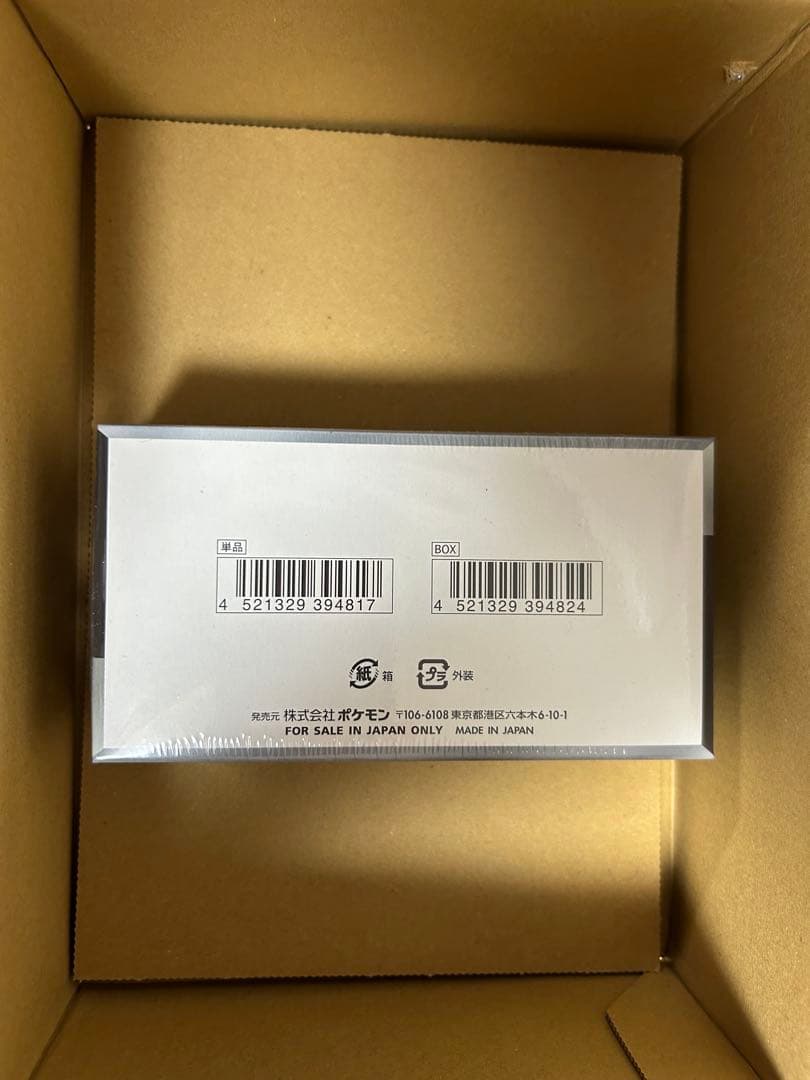 単品
BOX
4 521329 394817
4 521329 394824
紙 箱
プラ 外装
発売元 株式会社 ポケモン 〒106-6108 東京都港区六本木6-10-1
FOR SALE IN JAPAN ONLY MADE IN JAPAN